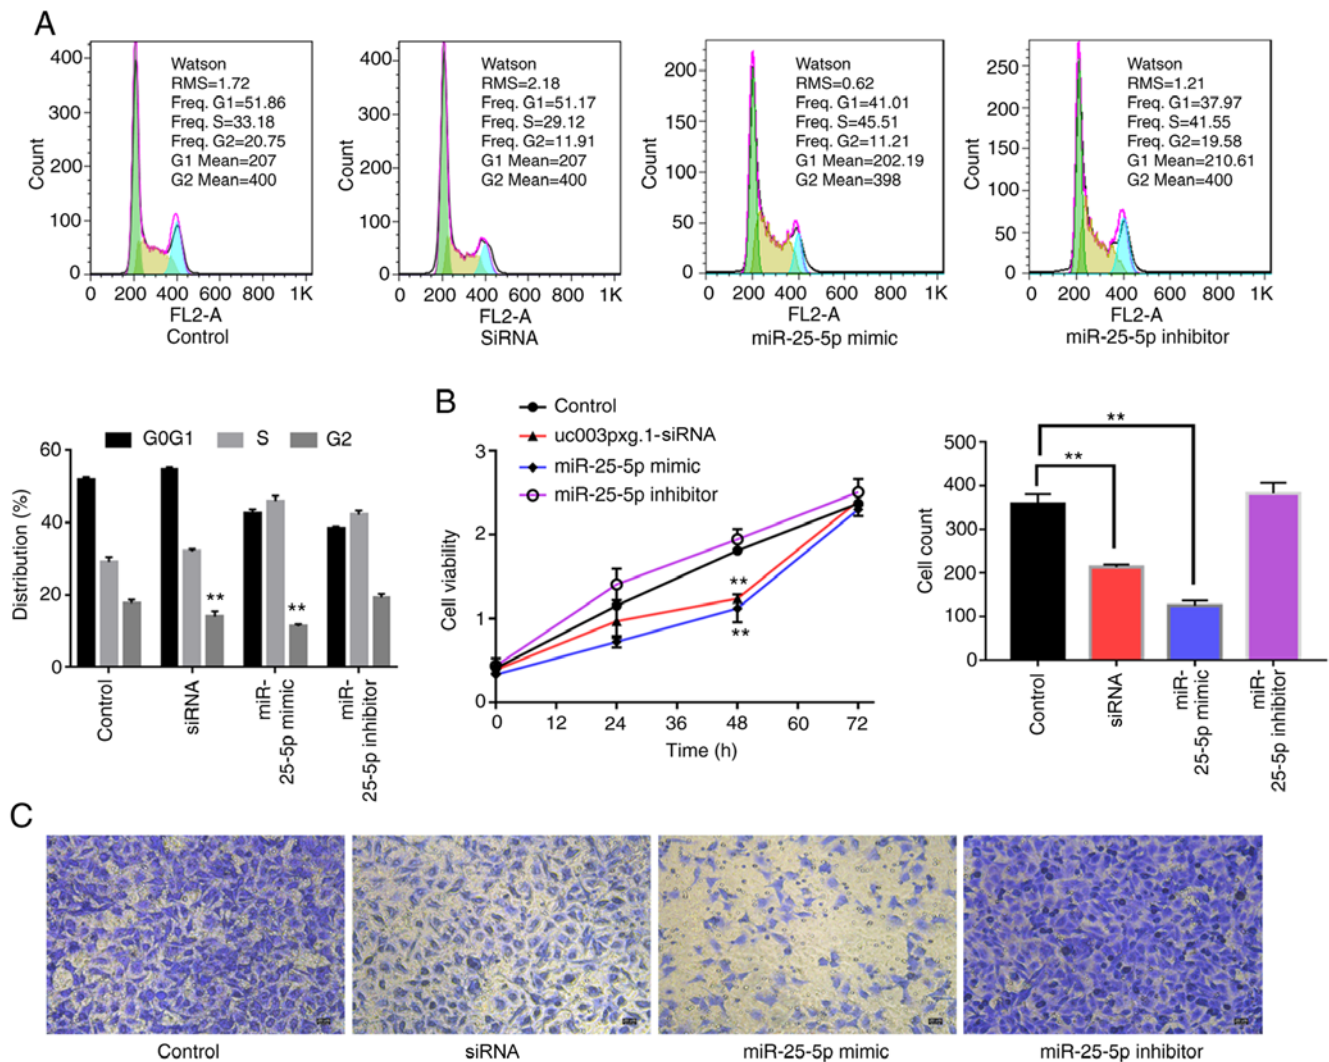 A
400
300
200
100
0
Count
Watson
RMS=1.72
Freq. G1=51.86
Freq. S=33.18
Freq. G2=20.75
G1 Mean=207
G2 Mean=400
0 200 400 600 800 1K
FL2-A
Control
400
300
200
100
0
Count
Watson
RMS=2.18
Freq. G1=51.17
Freq. S=29.12
Freq. G2=11.91
G1 Mean=207
G2 Mean=400
0 200 400 600 800 1K
FL2-A
SiRNA
200
150
100
50
0
Count
Watson
RMS=0.62
Freq. G1=41.01
Freq. S=45.51
Freq. G2=11.21
G1 Mean=202.19
G2 Mean=398
0 200 400 600 800 1K
FL2-A
miR-25-5p mimic
250
200
150
100
50
0
Count
Watson
RMS=1.21
Freq. G1=37.97
Freq. S=41.55
Freq. G2=19.58
G1 Mean=210.61
G2 Mean=400
0 200 400 600 800 1K
FL2-A
miR-25-5p inhibitor
G0G1 S G2
60
40
20
0
Distribution (%)
**
**
Control
siRNA
miR-
25-5p mimic
miR-
25-5p inhibitor
B
Control
uc003pxg.1-siRNA
miR-25-5p mimic
miR-25-5p inhibitor
3
2
1
0
Cell viability
**
**
0 12 24 36 48 60 72
Time (h)
500
400
300
200
100
0
Cell count
**
**
Control
siRNA
miR-
25-5p mimic
miR-
25-5p inhibitor
C
Control
siRNA
miR-25-5p mimic
miR-25-5p inhibitor